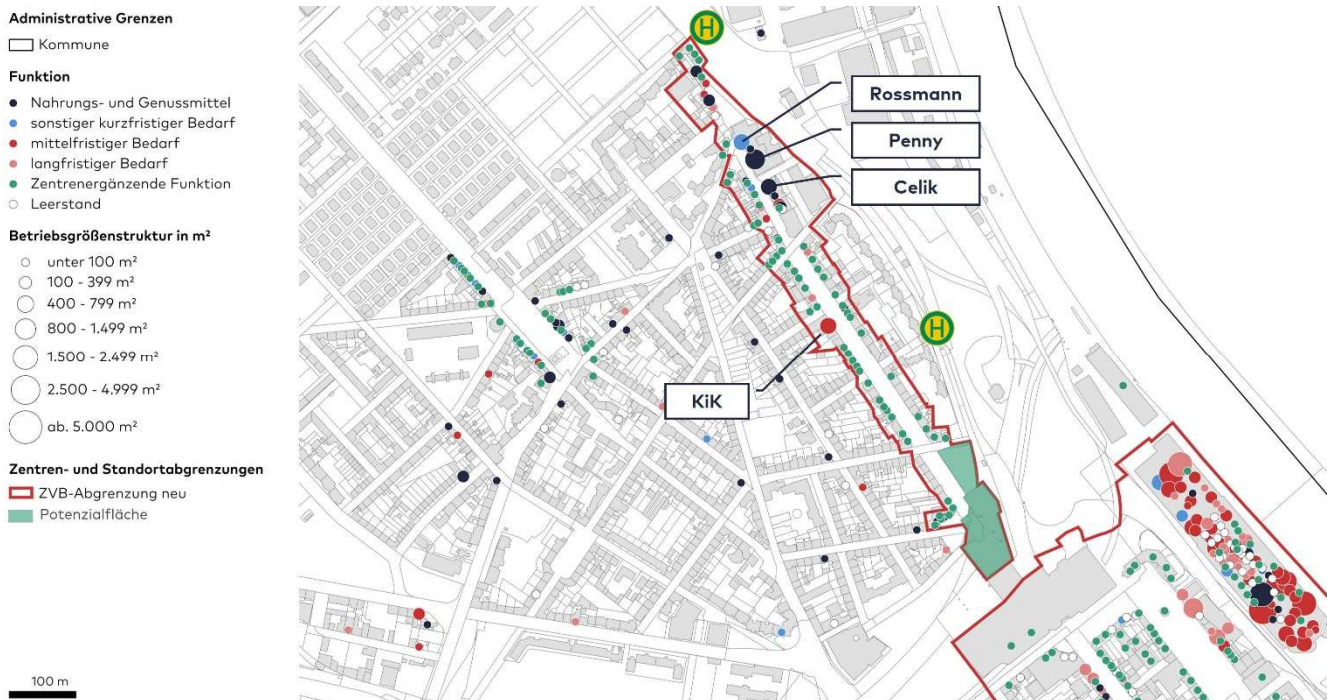 Administrative Grenzen
Kommune
Funktion
Nahrungs- und Genussmittel
sonstiger kurzfristiger Bedarf
mittelfristiger Bedarf
langfristiger Bedarf
Zentrenergänzende Funktion
Leerstand
Betriebsgrößenstruktur in m²
unter 100 m²
100 - 399 m²
400 - 799 m²
800 - 1.499 m²
1.500 - 2.499 m²
2.500 - 4.999 m²
ab. 5.000 m²
Zentren- und Standortabgrenzungen
ZVB-Abgrenzung neu
Potenzialfläche
100 m
H
Rossmann
Penny
Celik
H
KiK